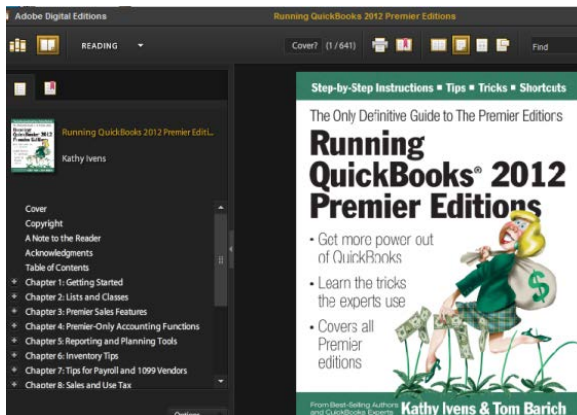 Adobe Digital Editions
Running QuickBooks 2012 Premier Editions
READING
Cover? (1 / 641)
Find
Running QuickBooks 2012 Premier Editi...
Kathy Ivens
Cover
Copyright
A Note to the Reader
Acknowledgments
Table of Contents
Chapter 1: Getting Started
Chapter 2: Lists and Classes
Chapter 3: Premier Sales Features
Chapter 4: Premier-Only Accounting Functions
Chapter 5: Reporting and Planning Tools
Chapter 6: Inventory Tips
Chapter 7: Tips for Payroll and 1099 Vendors
Chapter 8: Sales and Use Tax
Options
Step-by-Step Instructions ▪ Tips ▪ Tricks ▪ Shortcuts
The Only Definitive Guide to The Premier Editions
Running
QuickBooks® 2012
Premier Editions
• Get more power out
of QuickBooks
• Learn the tricks
the experts use
• Covers all
Premier
editions
$
From Best-Selling Authors
and QuickBooks Experts
Kathy Ivens & Tom Barich